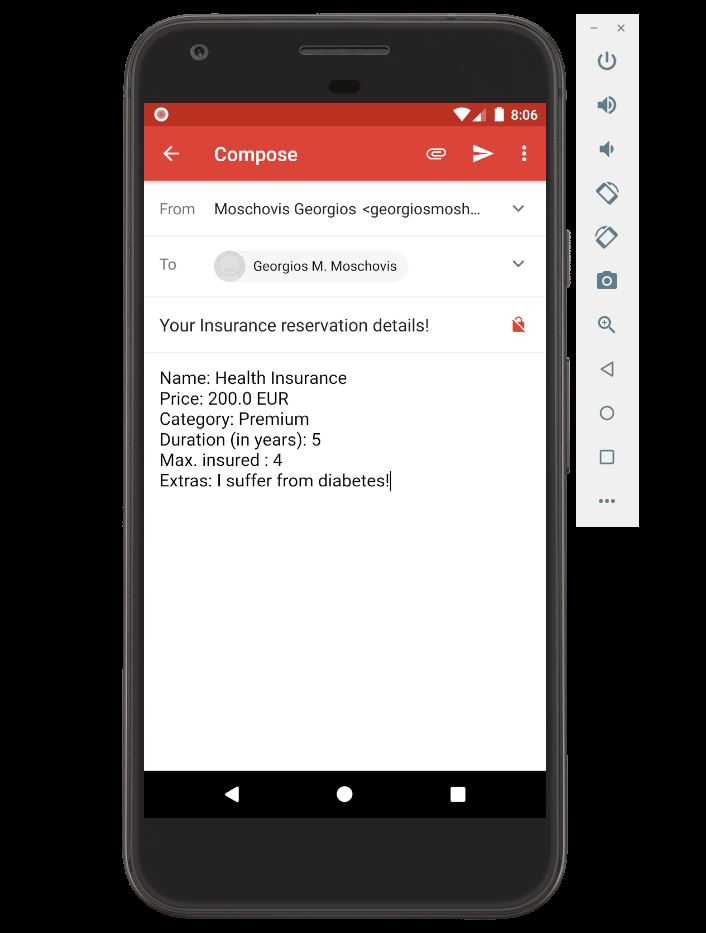 8:06
Compose
From Moschovis Georgios <georgiosmosh...
To Georgios M. Moschovis
Your Insurance reservation details!
Name: Health Insurance
Price: 200.0 EUR
Category: Premium
Duration (in years): 5
Max. insured : 4
Extras: I suffer from diabetes!